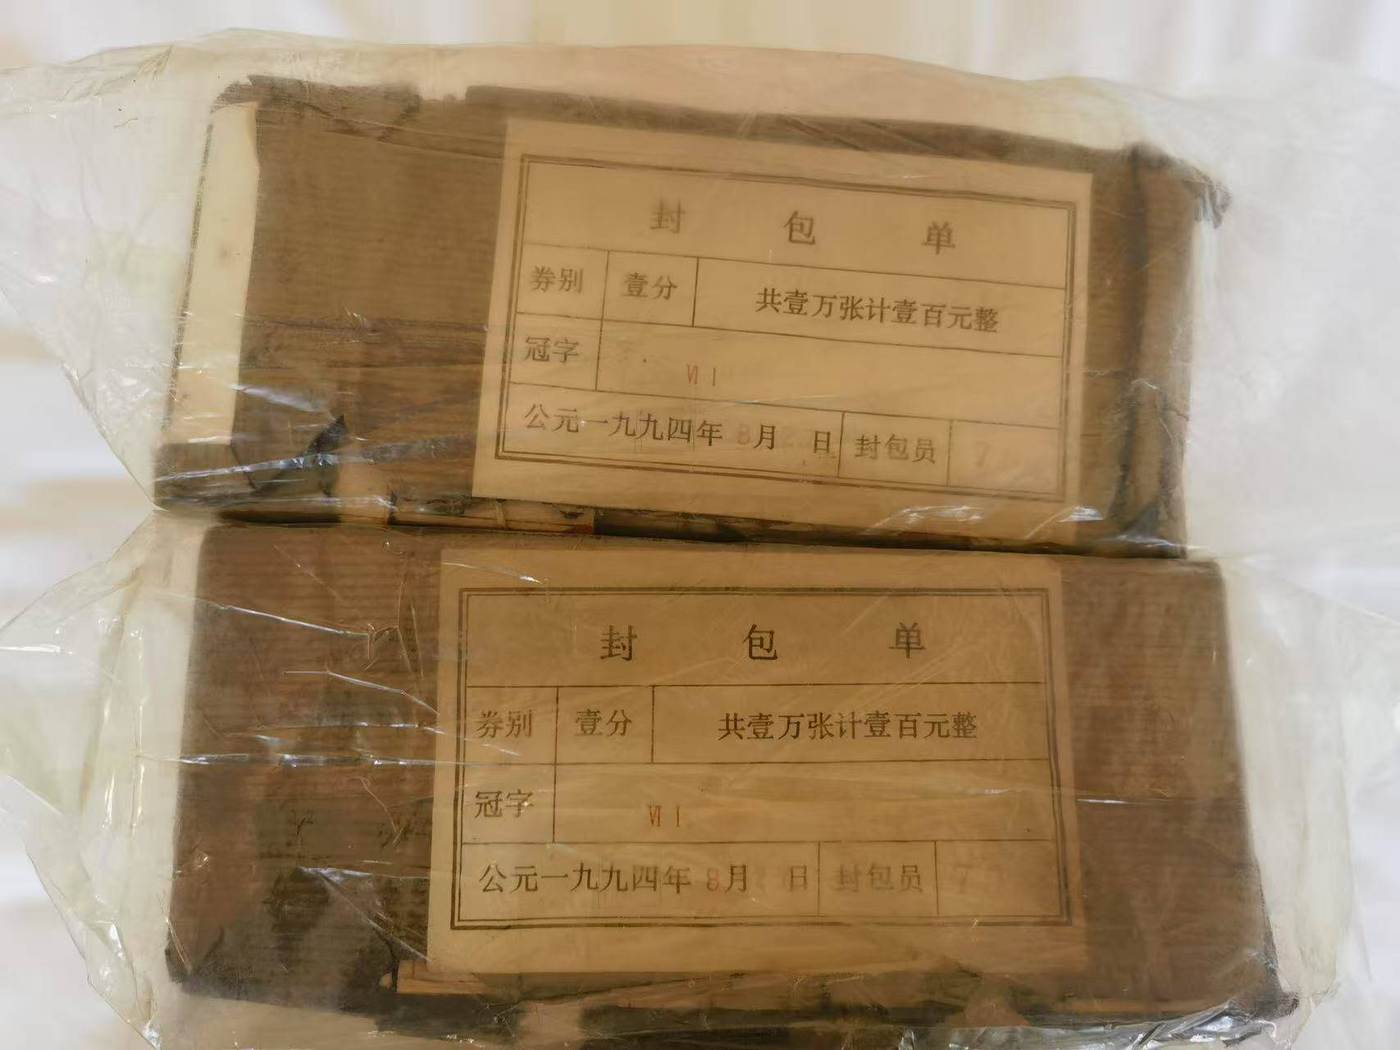 封 包 单
券别 壹分 共壹万张计壹百元整
冠字 И I
公元一九九四年 8月 日 封包员 7
封 包 单
券别 壹分 共壹万张计壹百元整
冠字 И I
公元一九九四年 8月 日 封包员 7